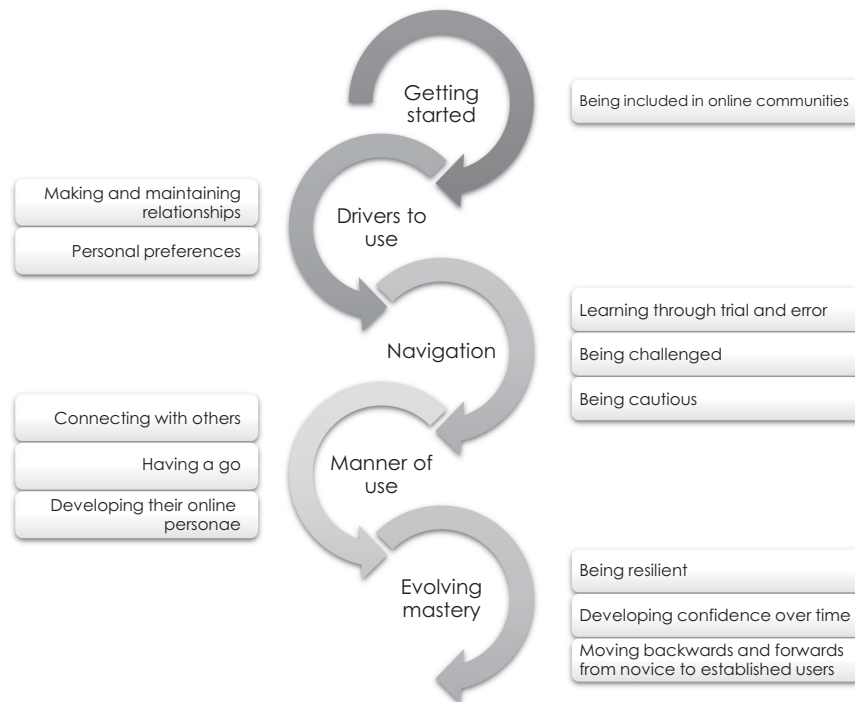 Getting
started
Being included in online communities
Drivers to
use
Making and maintaining
relationships
Personal preferences
Navigation
Learning through trial and error
Being challenged
Being cautious
Manner of
use
Connecting with others
Having a go
Developing their online
personae
Evolving
mastery
Being resilient
Developing confidence over time
Moving backwards and forwards
from novice to established users